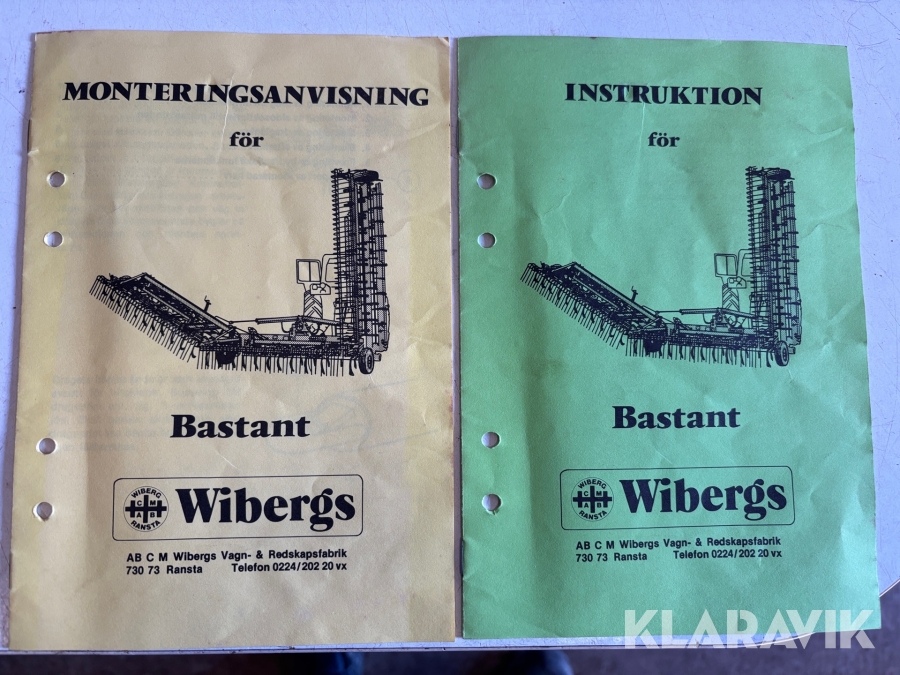 MONTERINGSANVISNING
för
Bastant
WIBERG
C M
A B
RANSTA
Wibergs
AB C M Wibergs Vagn- & Redskapsfabrik
730 73 Ransta Telefon 0224/202 20 vx
INSTRUKTION
för
Bastant
WIBERG
C M
A B
RANSTA
Wibergs
AB C M Wibergs Vagn- & Redskapsfabrik
730 73 Ransta Telefon 0224/202 20 vx
KLARAVIK